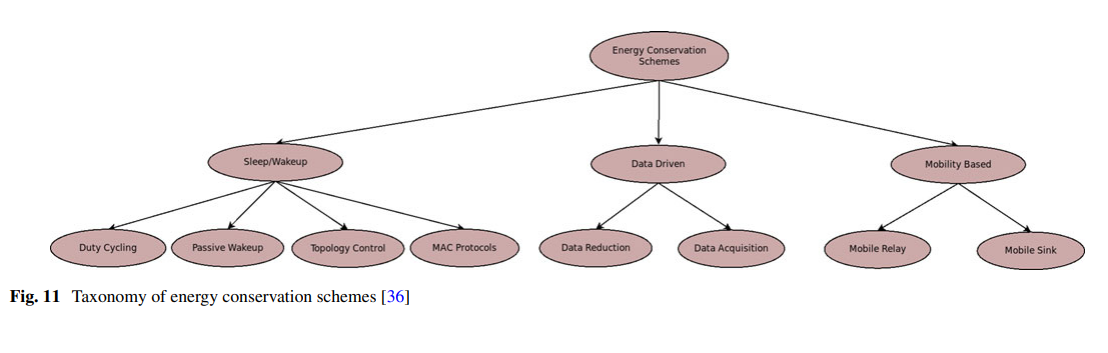 Energy Conservation
Schemes
Sleep/Wakeup
Data Driven
Mobility Based
Duty Cycling
Passive Wakeup
Topology Control
MAC Protocols
Data Reduction
Data Acquisition
Mobile Relay
Mobile Sink
Fig. 11 Taxonomy of energy conservation schemes [36]